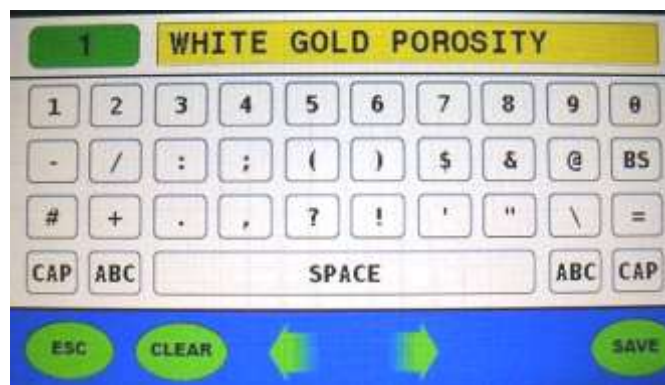 1 WHITE GOLD POROSITY
1 2 3 4 5 6 7 8 9 0
- / : ; ( ) $ & @ BS
# + . , ? ! ' " \ =
CAP ABC SPACE ABC CAP
ESC CLEAR SAVE